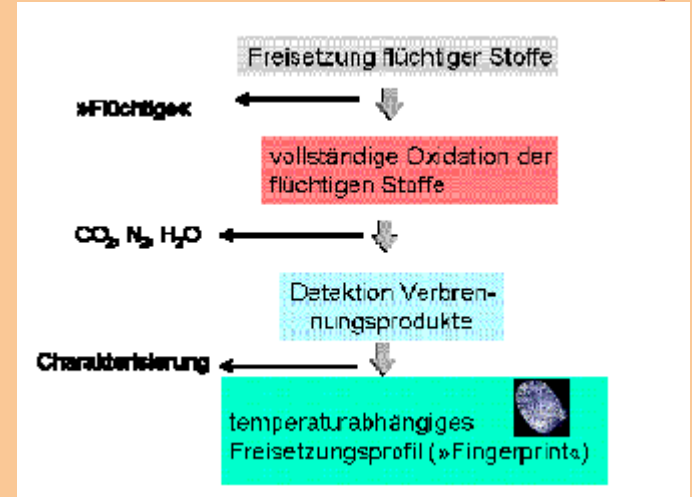 Freisetzung flüchtiger Stoffe
»Flüchtige«
vollständige Oxidation der
flüchtigen Stoffe
CO₂, N₂, H₂O
Detektion Verbren-
nungsprodukte
Charakterisierung
temperaturabhängiges
Freisetzungsprofil (»Fingerprint«)